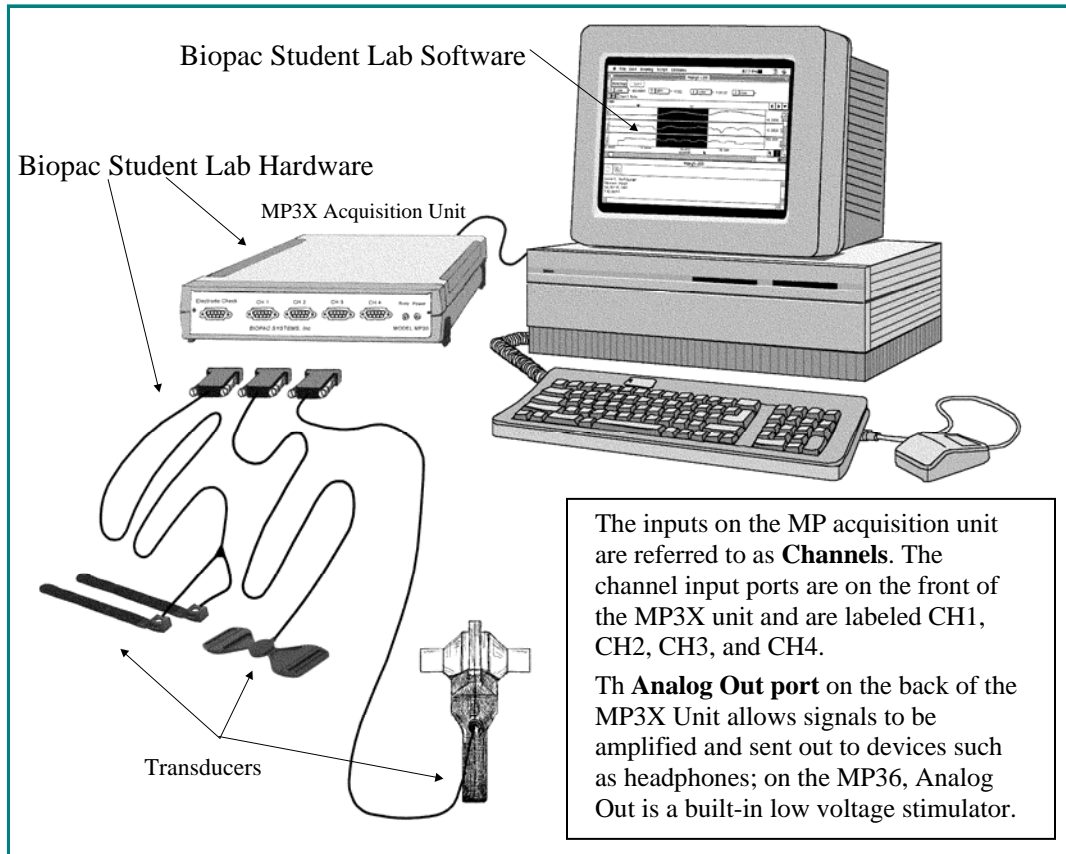 Biopac Student Lab Software
Biopac Student Lab Hardware
MP3X Acquisition Unit
Electrode Check
CH 1
CH 2
CH 3
CH 4
Busy Power
BIOPAC SYSTEMS, Inc
MODEL MP30
Transducers
The inputs on the MP acquisition unit
are referred to as Channels. The
channel input ports are on the front of
the MP3X unit and are labeled CH1,
CH2, CH3, and CH4.
Th Analog Out port on the back of the
MP3X Unit allows signals to be
amplified and sent out to devices such
as headphones; on the MP36, Analog
Out is a built-in low voltage stimulator.